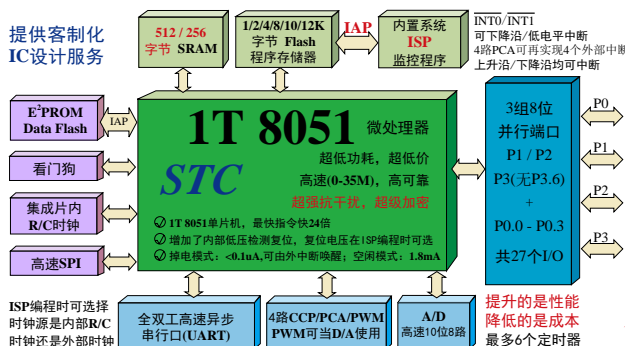 提供客制化
IC设计服务
512 / 256
字节 SRAM
1/2/4/8/10/12K
字节 Flash
程序存储器
IAP
内置系统
ISP
监控程序
INT0/INT1
可下降沿/低电平中断
4路PCA可再实现4个外部中断
上升沿/下降沿均可中断
E²PROM
Data Flash
IAP
看门狗
集成片内
R/C时钟
高速SPI
1T 8051 微处理器
STC
超低功耗，超低价
高速(0-35M)，高可靠
超强抗干扰，超级加密
1T 8051单片机，最快指令快24倍
增加了内部低压检测复位，复位电压在ISP编程时可选
掉电模式：<0.1uA,可由外中断唤醒；空闲模式：1.8mA
3组8位
并行端口
P1 / P2
P3(无P3.6)
+
P0.0 - P0.3
共27个I/O
P0
P1
P2
P3
ISP编程时可选择
时钟源是内部R/C
时钟还是外部时钟
全双工高速异步
串行口(UART)
4路CCP/PCA/PWM
PWM可当D/A使用
A/D
高速10位8路
提升的是性能
降低的是成本
最多6个定时器